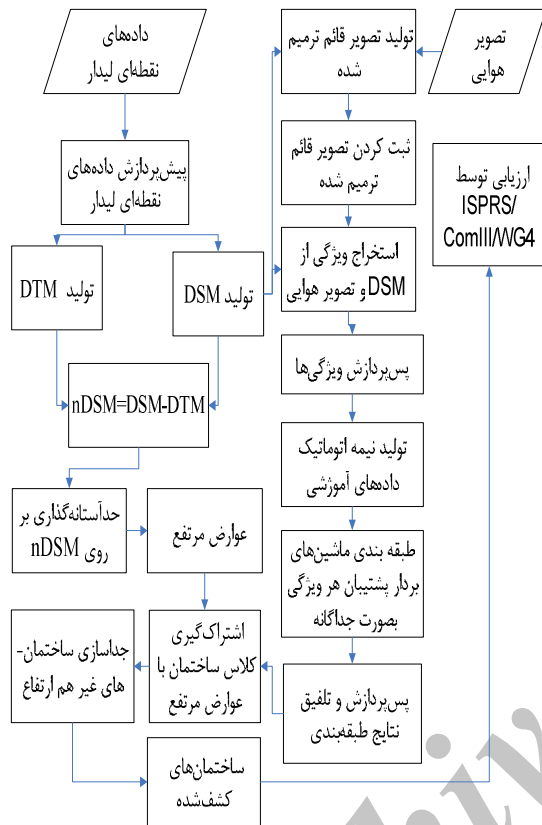 داده‌های
نقطه‌ای لیدار
تولید تصویر قائم ترمیم
شده
تصویر
هوایی
پیش‌پردازش داده‌های
نقطه‌ای لیدار
ثبت کردن تصویر قائم
ترمیم شده
ارزیابی توسط
ISPRS/
ComIII/WG4
تولید DTM
تولید DSM
استخراج ویژگی از
DSM و تصویر هوایی
پس‌پردازش ویژگی‌ها
nDSM=DSM-DTM
تولید نیمه اتوماتیک
داده‌های آموزشی
حدآستانه‌گذاری بر
روی nDSM
عوارض مرتفع
طبقه بندی ماشین‌های
بردار پشتیبان هر ویژگی
بصورت جداگانه
جداسازی ساختمان-
های غیر هم ارتفاع
اشتراک‌گیری
کلاس ساختمان با
عوارض مرتفع
پس‌پردازش و تلفیق
نتایج طبقه‌بندی
ساختمان‌های
کشف‌شده